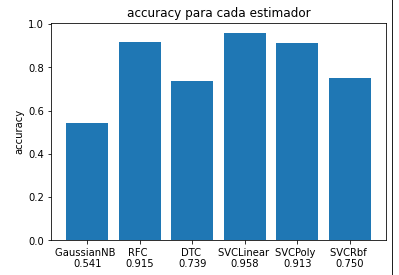 accuracy para cada estimador
accuracy
1.0
0.8
0.6
0.4
0.2
0.0
GaussianNB RFC DTC SVCLinear SVCPoly SVCRbf
0.541 0.915 0.739 0.958 0.913 0.750